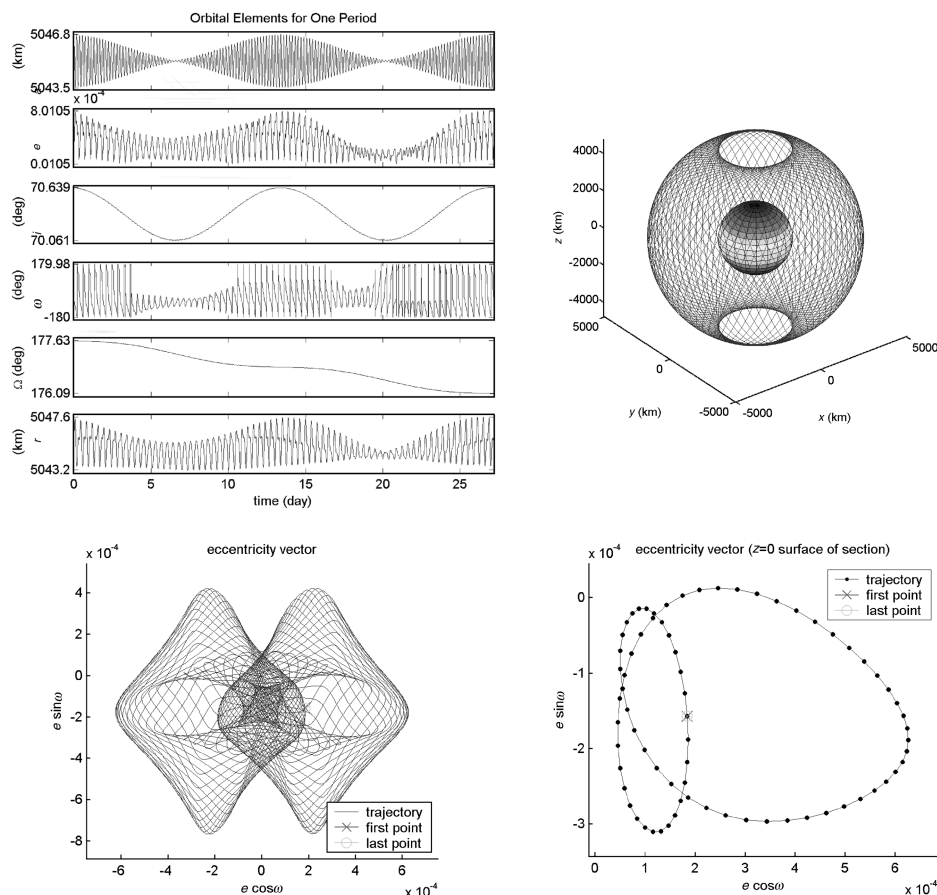 Orbital Elements for One Period
5046.8
(km)
5043.5
x 10⁻⁴
8.0105
e
0.0105
70.639
(deg)
i
70.061
179.98
(deg)
ω
-180
177.63
Ω (deg)
176.09
5047.6
(km)
r
5043.2
0 5 10 15 20 25
time (day)
4000
2000
0
-2000
-4000
z (km)
5000
0
-5000
y (km)
-5000
0
5000
x (km)
x 10⁻⁴
eccentricity vector
4
2
0
-2
-4
-6
-8
e sinω
trajectory
first point
last point
-6 -4 -2 0 2 4 6
e cosω
x 10⁻⁴
x 10⁻⁴
eccentricity vector (z=0 surface of section)
trajectory
first point
last point
0
-1
-2
-3
e sinω
0 1 2 3 4 5 6
e cosω
x 10⁻⁴